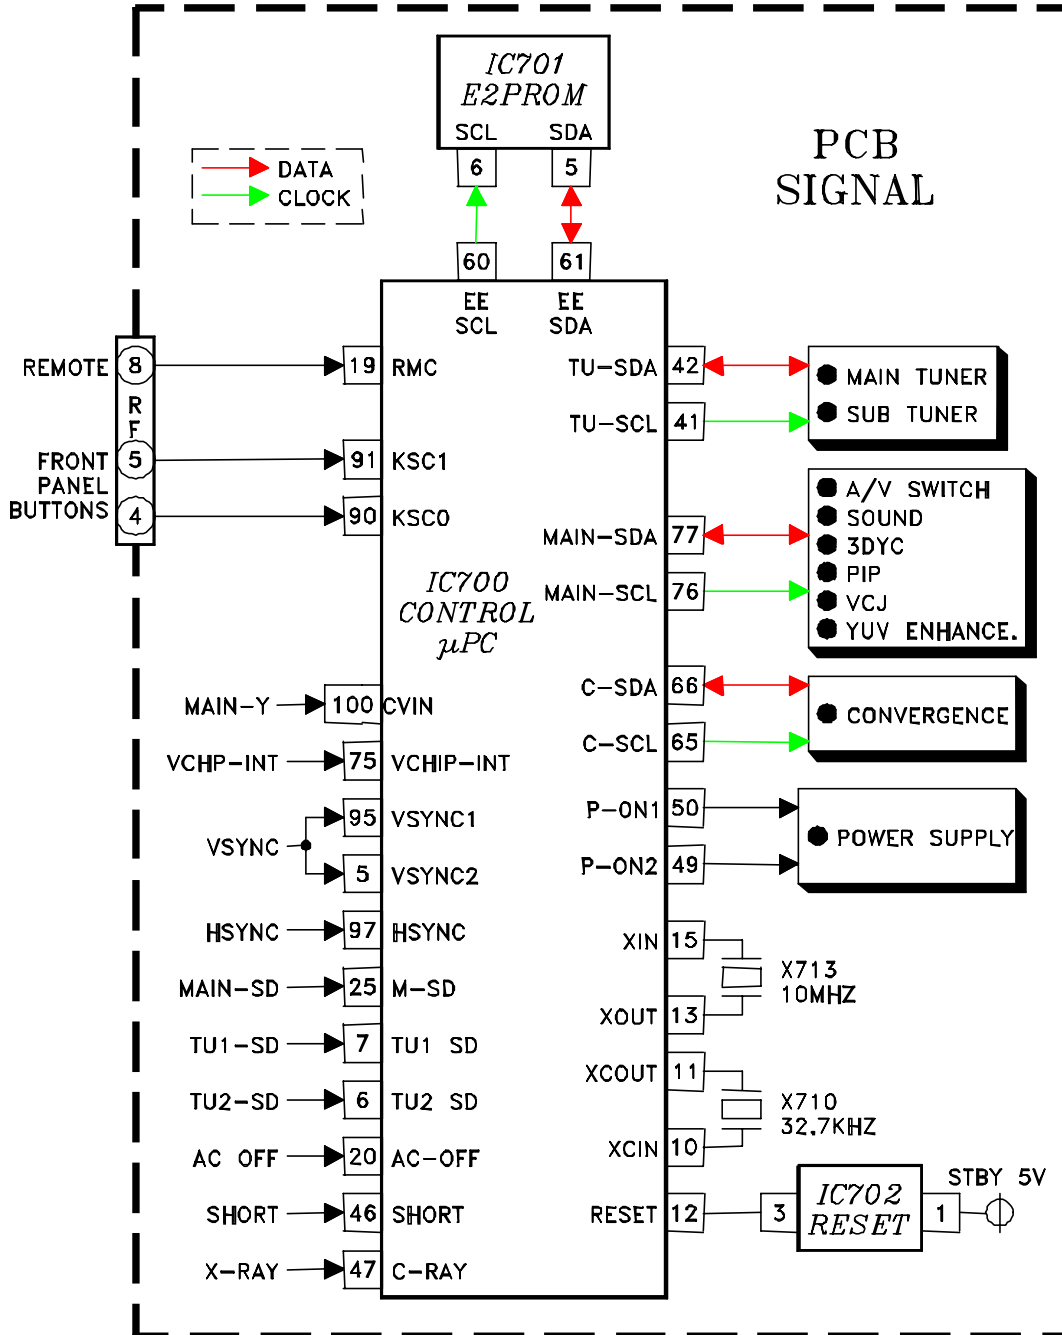 IC701
E2PROM
SCL SDA
6 5
DATA
CLOCK
PCB
SIGNAL
60 61
EE EE
SCL SDA
REMOTE 8 19 RMC
RF
FRONT
PANEL
BUTTONS
5 91 KSC1
4 90 KSC0
TU-SDA 42
TU-SCL 41
MAIN TUNER
SUB TUNER
MAIN-SDA 77
MAIN-SCL 76
A/V SWITCH
SOUND
3DYC
PIP
VCJ
YUV ENHANCE.
IC700
CONTROL
µPC
C-SDA 66
C-SCL 65
CONVERGENCE
MAIN-Y 100 CVIN
VCHP-INT 75 VCHIP-INT
VSYNC
95 VSYNC1
5 VSYNC2
P-ON1 50
P-ON2 49
POWER SUPPLY
HSYNC 97 HSYNC
MAIN-SD 25 M-SD
TU1-SD 7 TU1 SD
TU2-SD 6 TU2 SD
AC OFF 20 AC-OFF
SHORT 46 SHORT
X-RAY 47 C-RAY
XIN 15
XOUT 13
X713
10MHZ
XCOUT 11
XCIN 10
X710
32.7KHZ
RESET 12
3 IC702
RESET
1
STBY 5V